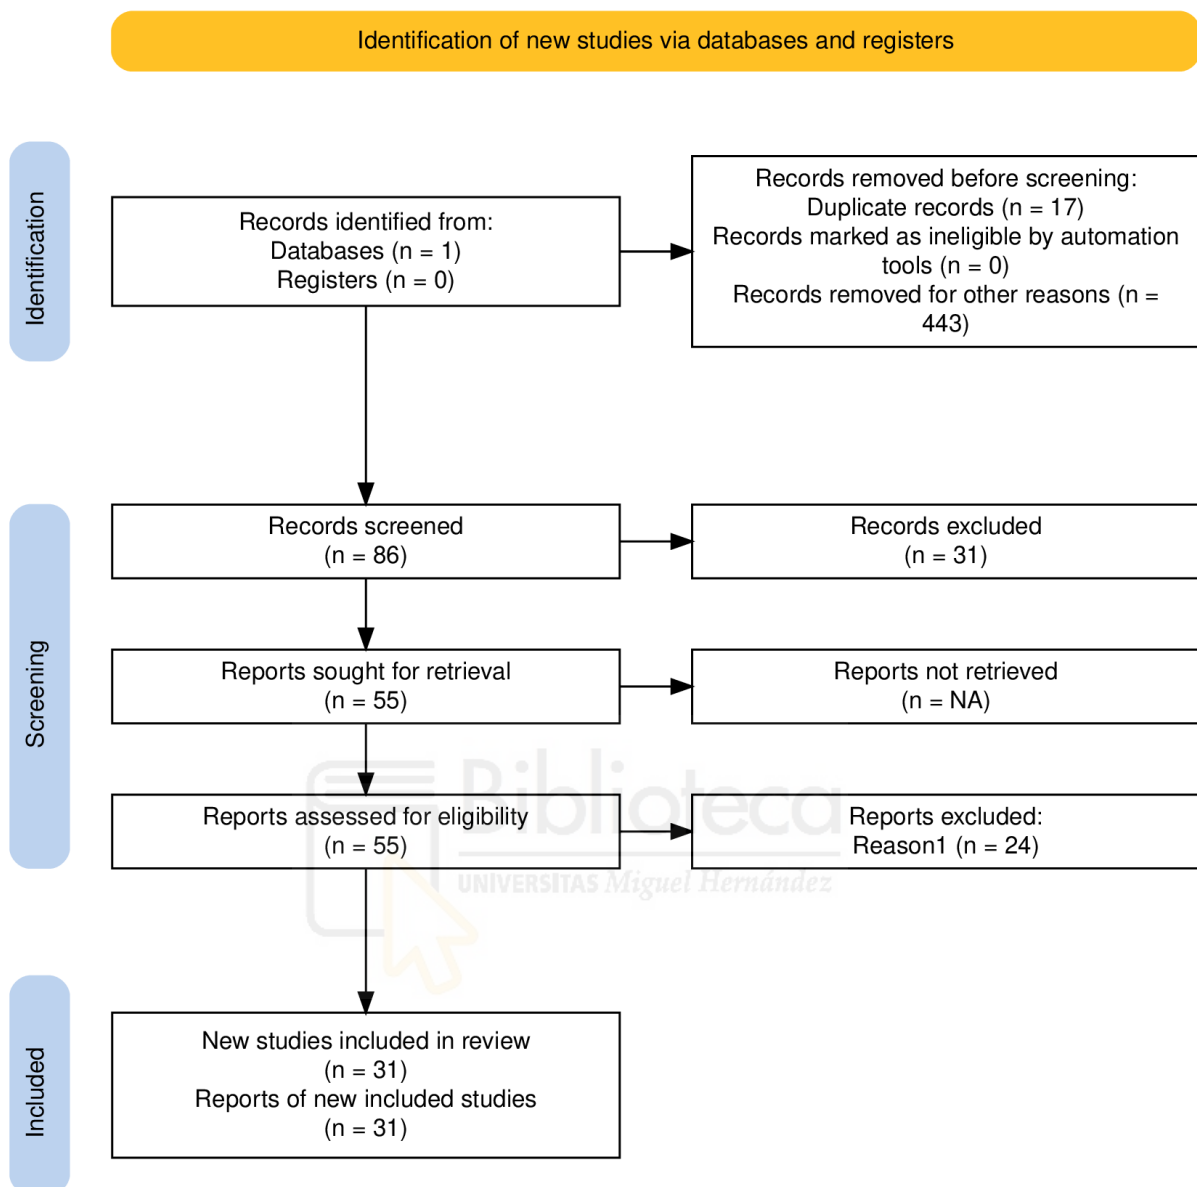 Identification of new studies via databases and registers
Identification
Records identified from:
Databases (n = 1)
Registers (n = 0)
Records removed before screening:
Duplicate records (n = 17)
Records marked as ineligible by automation
tools (n = 0)
Records removed for other reasons (n =
443)
Screening
Records screened
(n = 86)
Records excluded
(n = 31)
Reports sought for retrieval
(n = 55)
Reports not retrieved
(n = NA)
Reports assessed for eligibility
(n = 55)
Reports excluded:
Reason1 (n = 24)
Biblioteca
UNIVERSITAS Miguel Hernández
Included
New studies included in review
(n = 31)
Reports of new included studies
(n = 31)